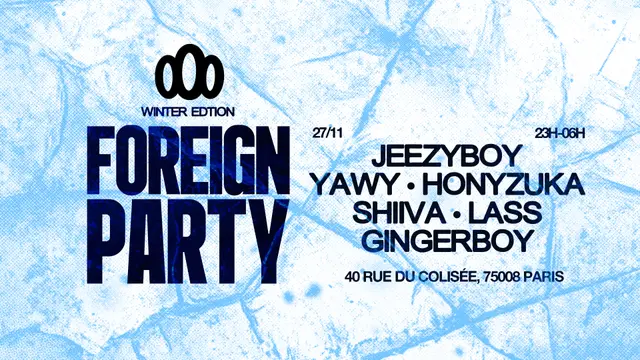 WINTER EDTION
FOREIGN
PARTY
27/11
23H-06H
JEEZYBOY
YAWY • HONYZUKA
SHIIVA • LASS
GINGERBOY
40 RUE DU COLISÉE, 75008 PARIS